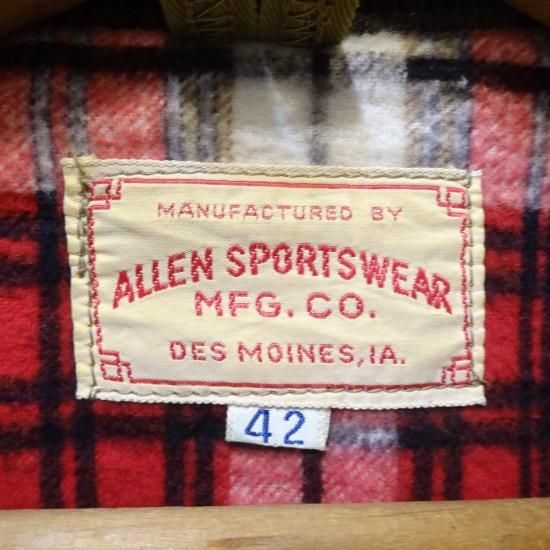 MANUFACTURED BY
ALLEN SPORTSWEAR
MFG. CO.
DES MOINES, IA.
42